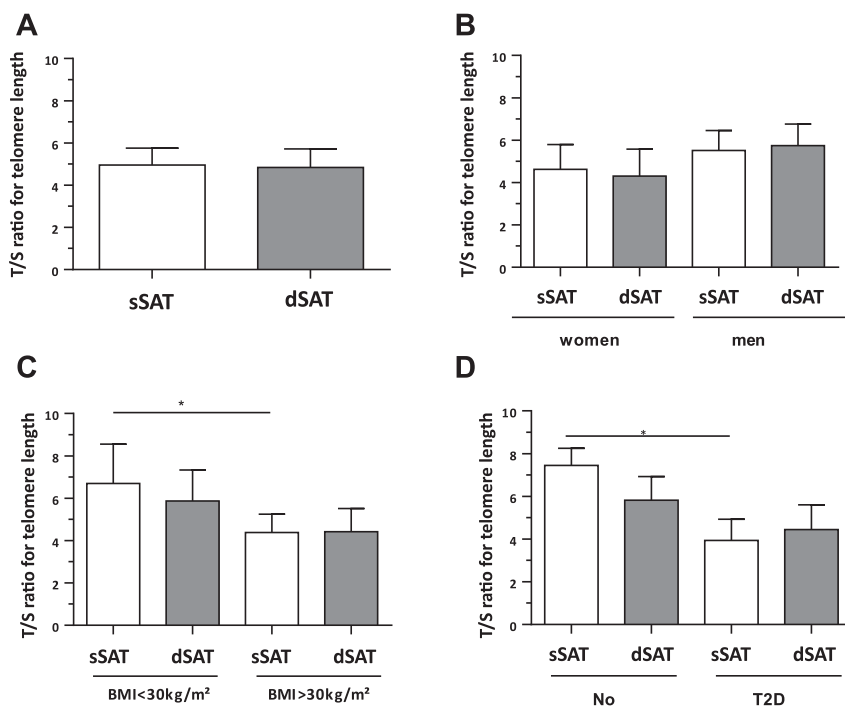 A
T/S ratio for telomere length
10
8
6
4
2
0
sSAT dSAT
B
T/S ratio for telomere length
10
8
6
4
2
0
sSAT dSAT sSAT dSAT
women men
C
T/S ratio for telomere length
10
8
6
4
2
0
*
sSAT dSAT sSAT dSAT
BMI<30kg/m² BMI>30kg/m²
D
T/S ratio for telomere length
10
8
6
4
2
0
*
sSAT dSAT sSAT dSAT
No T2D